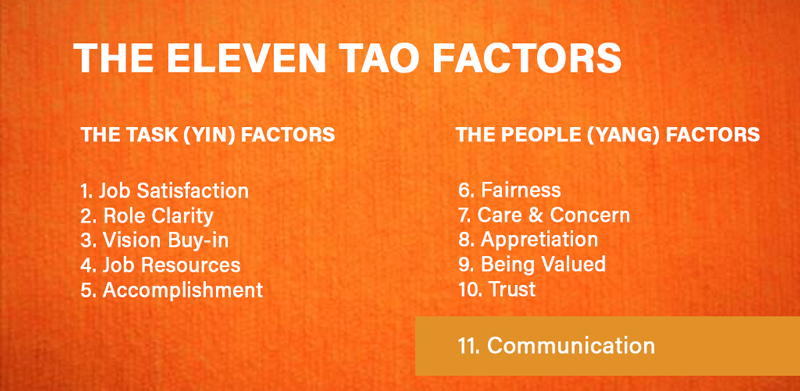 THE ELEVEN TAO FACTORS
THE TASK (YIN) FACTORS
1. Job Satisfaction
2. Role Clarity
3. Vision Buy-in
4. Job Resources
5. Accomplishment
THE PEOPLE (YANG) FACTORS
6. Fairness
7. Care & Concern
8. Appretiation
9. Being Valued
10. Trust
11. Communication